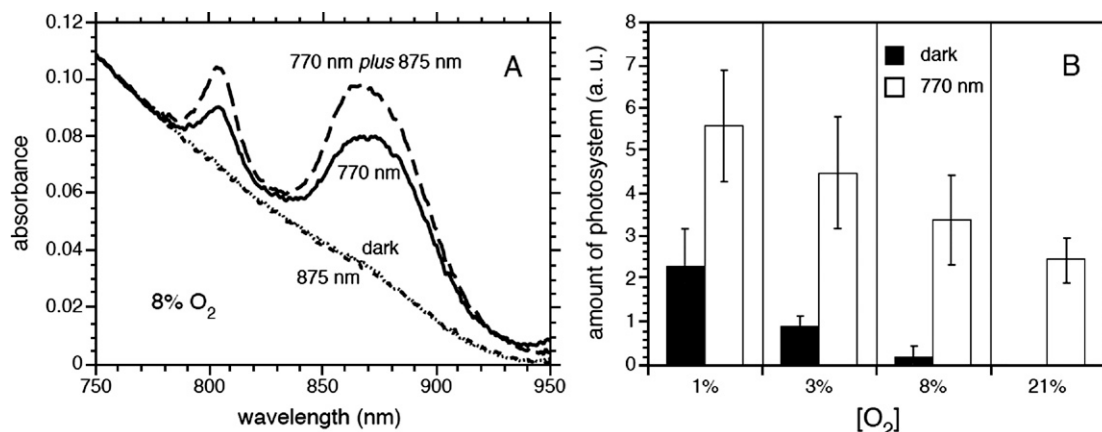 A
absorbance
0.12
0.10
0.08
0.06
0.04
0.02
0
770 nm plus 875 nm
770 nm
dark
875 nm
8% O₂
750 800 850 900 950
wavelength (nm)
B
amount of photosystem (a. u.)
8
7
6
5
4
3
2
1
0
dark
770 nm
1% 3% 8% 21%
[O₂]